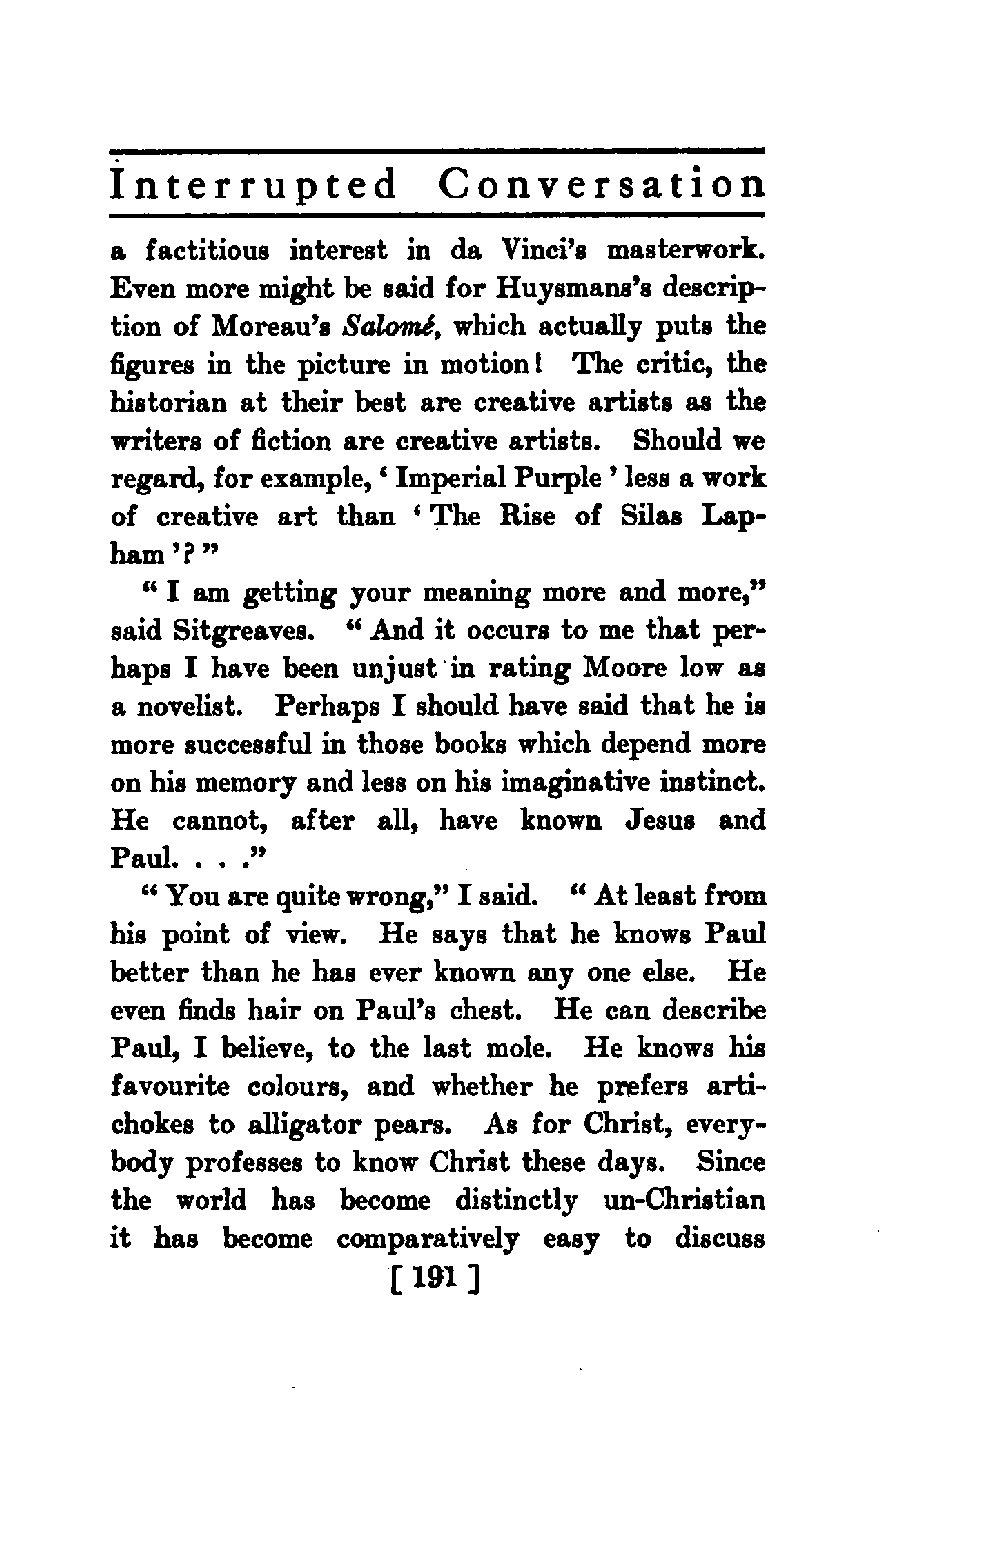 Interrupted Conversation
a factitious interest in da Vinci's masterwork.
Even more might be said for Huysmans's descrip-
tion of Moreau's Salomé, which actually puts the
figures in the picture in motion! The critic, the
historian at their best are creative artists as the
writers of fiction are creative artists. Should we
regard, for example, ‘ Imperial Purple ’ less a work
of creative art than ‘ The Rise of Silas Lap-
ham ’? ”
“ I am getting your meaning more and more,”
said Sitgreaves. “ And it occurs to me that per-
haps I have been unjust in rating Moore low as
a novelist. Perhaps I should have said that he is
more successful in those books which depend more
on his memory and less on his imaginative instinct.
He cannot, after all, have known Jesus and
Paul. . . .”
“ You are quite wrong,” I said. “ At least from
his point of view. He says that he knows Paul
better than he has ever known any one else. He
even finds hair on Paul's chest. He can describe
Paul, I believe, to the last mole. He knows his
favourite colours, and whether he prefers arti-
chokes to alligator pears. As for Christ, every-
body professes to know Christ these days. Since
the world has become distinctly un-Christian
it has become comparatively easy to discuss
[ 191 ]